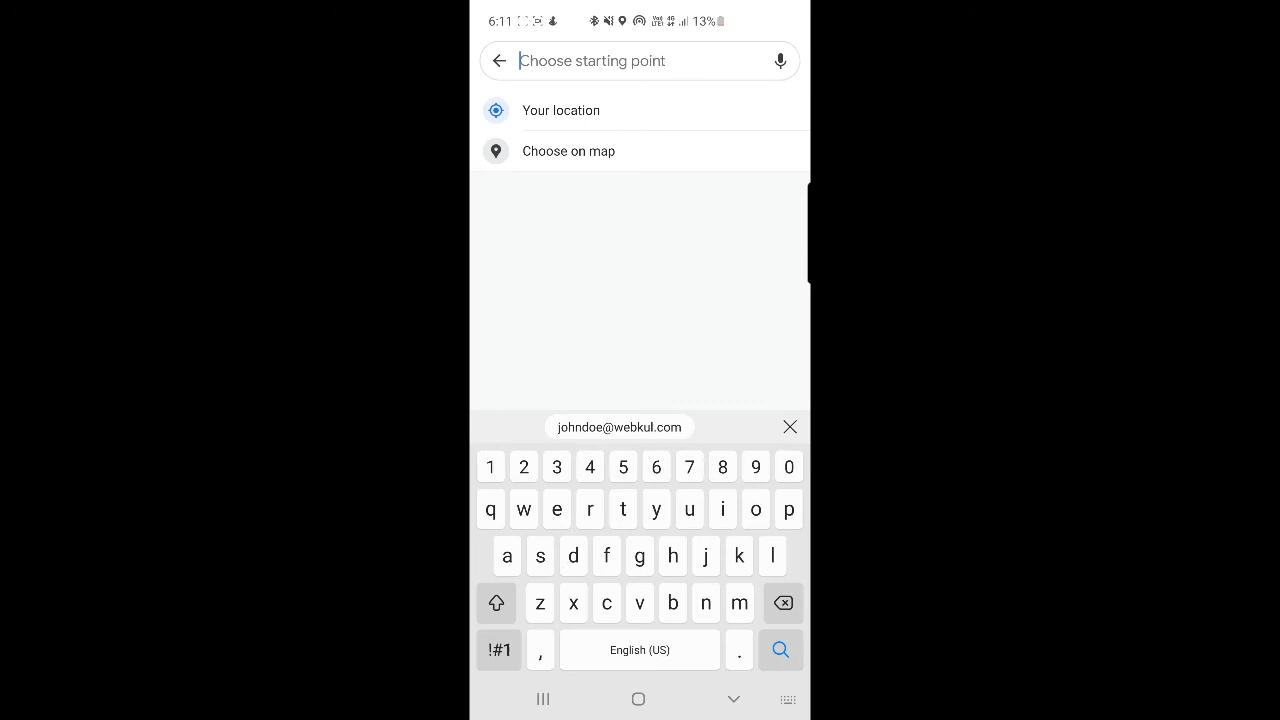 6:11 13%
Choose starting point
Your location
Choose on map
johndoe@webkul.com
1 2 3 4 5 6 7 8 9 0
q w e r t y u i o p
a s d f g h j k l
z x c v b n m
!#1 , English (US) .